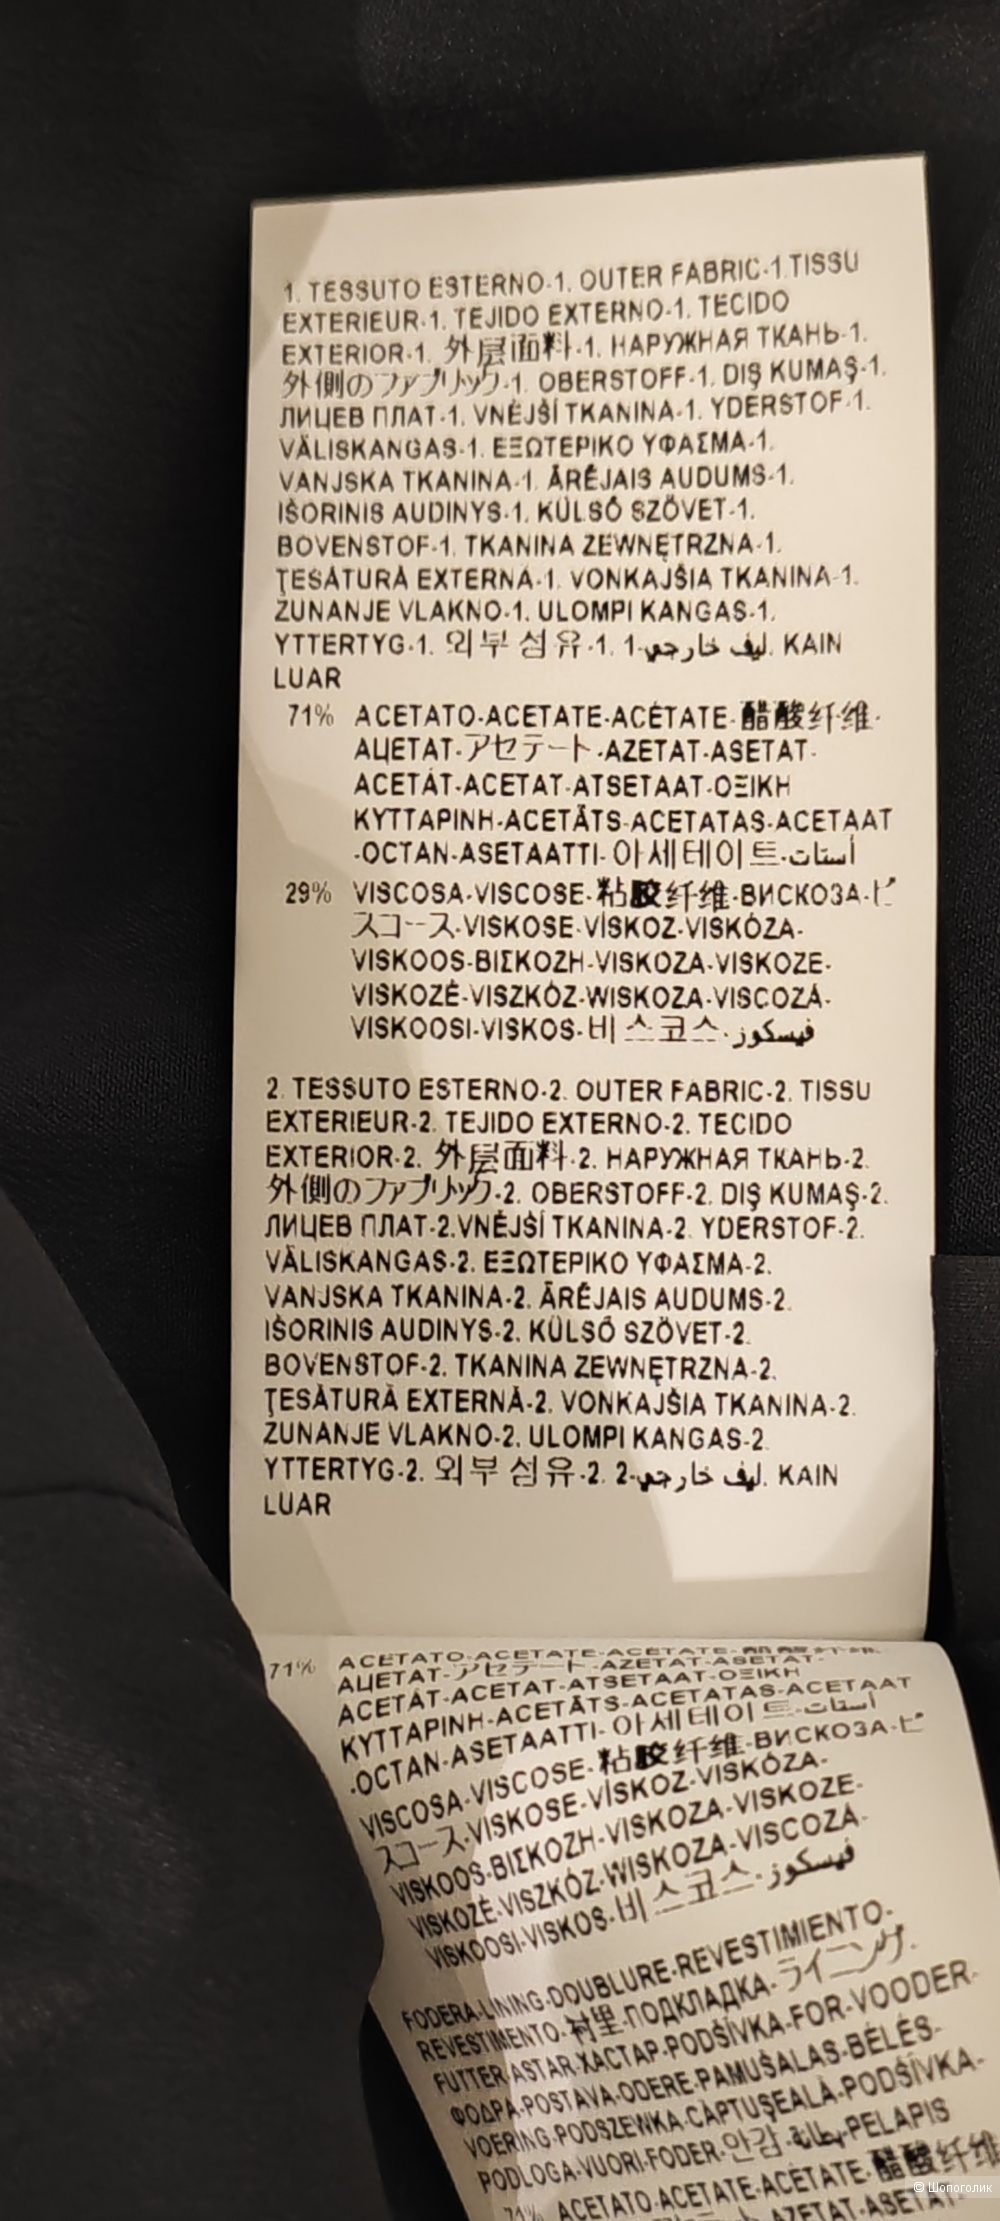 1. TESSUTO ESTERNO-1. OUTER FABRIC-1.TISSU
EXTERIEUR-1. TEJIDO EXTERNO-1. TECIDO
EXTERIOR-1. 外层面料-1. НАРУЖНАЯ ТКАНЬ-1.
外側のファブリック-1. OBERSTOFF-1. DIŞ KUMAŞ-1.
ЛИЦЕВ ПЛАТ-1. VNĚJŠÍ TKANINA-1. YDERSTOF-1.
VÄLISKANGAS-1. ΕΞΩΤΕΡΙΚΟ ΥΦΑΣΜΑ-1.
VANJSKA TKANINA-1. ĀRĒJAIS AUDUMS-1.
IŠORINIS AUDINYS-1. KÜLSŐ SZÖVET-1.
BOVENSTOF-1. TKANINA ZEWNĘTRZNA-1.
ŢESĂTURĂ EXTERNĂ-1. VONKAJŠIA TKANINA-1.
ZUNANJE VLAKNO-1. ULOMPI KANGAS-1.
YTTERTYG-1. 외부 섬유-1. 1-ليف خارجي. KAIN
LUAR
71% ACETATO-ACETATE-ACÉTATE-醋酸纤维-
АЦЕТАТ-アセテート-AZETAT-ASETAT-
ACETÁT-ACETAT-ATSETAAT-ΟΞΙΚΗ
ΚΥΤΤΑΡΙΝΗ-ACETĀTS-ACETATAS-ACETAAT
-OCTAN-ASETAATTI-아세테이트-أستات
29% VISCOSA-VISCOSE-粘胶纤维-ВИСКОЗА-ビ
スコース-VISKOSE-VİSKOZ-VISKÓZA-
VISKOOS-ΒΙΣΚΟΖΗ-VISKOZA-VISKOZE-
VISKOZĖ-VISZKÓZ-WISKOZA-VISCOZĂ-
VISKOOSI-VISKOS-비스코스-فيسكوز
2. TESSUTO ESTERNO-2. OUTER FABRIC-2. TISSU
EXTERIEUR-2. TEJIDO EXTERNO-2. TECIDO
EXTERIOR-2. 外层面料-2. НАРУЖНАЯ ТКАНЬ-2.
外側のファブリック-2. OBERSTOFF-2. DIŞ KUMAŞ-2.
ЛИЦЕВ ПЛАТ-2.VNĚJŠÍ TKANINA-2. YDERSTOF-2.
VÄLISKANGAS-2. ΕΞΩΤΕΡΙΚΟ ΥΦΑΣΜΑ-2.
VANJSKA TKANINA-2. ĀRĒJAIS AUDUMS-2.
IŠORINIS AUDINYS-2. KÜLSŐ SZÖVET-2.
BOVENSTOF-2. TKANINA ZEWNĘTRZNA-2.
ŢESĂTURĂ EXTERNĂ-2. VONKAJŠIA TKANINA-2.
ZUNANJE VLAKNO-2. ULOMPI KANGAS-2.
YTTERTYG-2. 외부 섬유-2. 2-ليف خارجي. KAIN
LUAR
71% ACETATO-ACETATE-ACÉTATE-
АЦЕТАТ-アセテート-AZETAT-ASETAT-
ACETÁT-ACETAT-ATSETAAT-ΟΞΙΚΗ
ΚΥΤΤΑΡΙΝΗ-ACETĀTS-ACETATAS-ACETAAT
-OCTAN-ASETAATTI-아세테이트-أستات
VISCOSA-VISCOSE-粘胶纤维-ВИСКОЗА-ビ
スコース-VISKOSE-VİSKOZ-VISKÓZA-
VISKOOS-ΒΙΣΚΟΖΗ-VISKOZA-VISKOZE-
VISKOZĖ-VISZKÓZ-WISKOZA-VISCOZĂ-
VISKOOSI-VISKOS-비스코스-فيسكوز
FODERA-LINING-DOUBLURE-REVESTIMIENTO-
REVESTIMENTO-衬里-ПОДКЛАДКА-ライニング-
FUTTER-ASTAR-ХАСТАР-PODŠÍVKA-FOR-VOODER-
ΦΟΔΡΑ-POSTAVA-ODERE-PAMUŠALAS-BÉLÉS-
VOERING-PODSZEWKA-CĂPTUŞEALĂ-PODŠÍVKA-
PODLOGA-VUORI-FODER-안감-بطانة-PELAPIS
71% ACETATO-ACETATE-ACÉTATE-醋酸纤维
AZETAT-ASETAT-
© Шопоголик